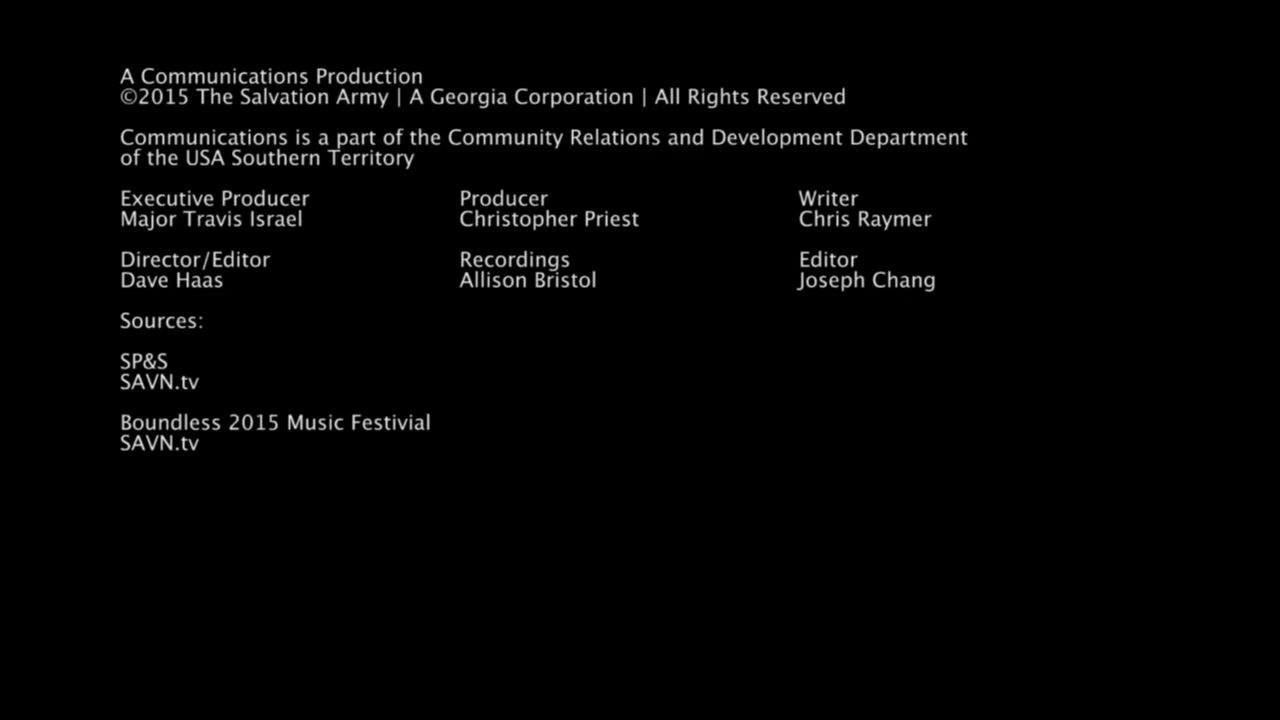 A Communications Production
©2015 The Salvation Army | A Georgia Corporation | All Rights Reserved
Communications is a part of the Community Relations and Development Department
of the USA Southern Territory
Executive Producer
Major Travis Israel
Producer
Christopher Priest
Writer
Chris Raymer
Director/Editor
Dave Haas
Recordings
Allison Bristol
Editor
Joseph Chang
Sources:
SP&S
SAVN.tv
Boundless 2015 Music Festivial
SAVN.tv